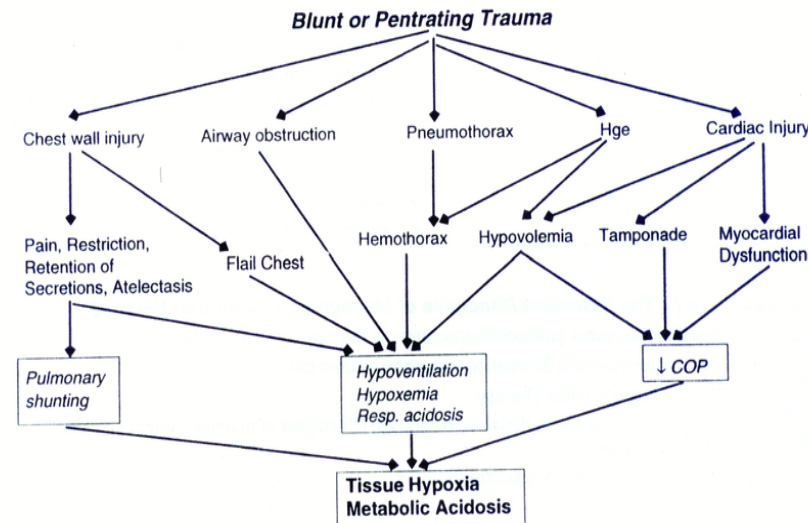 Blunt or Pentrating Trauma
Chest wall injury
Airway obstruction
Pneumothorax
Hge
Cardiac Injury
Pain, Restriction,
Retention of
Secretions, Atelectasis
Flail Chest
Hemothorax
Hypovolemia
Tamponade
Myocardial
Dysfunction
Pulmonary
shunting
Hypoventilation
Hypoxemia
Resp. acidosis
↓ COP
Tissue Hypoxia
Metabolic Acidosis